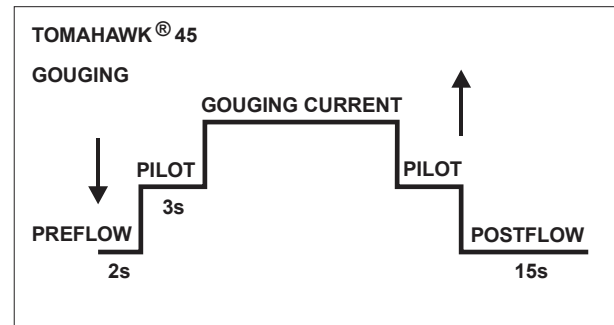 TOMAHAWK® 45
GOUGING
GOUGING CURRENT
PILOT
PILOT
3s
PREFLOW
POSTFLOW
2s
15s